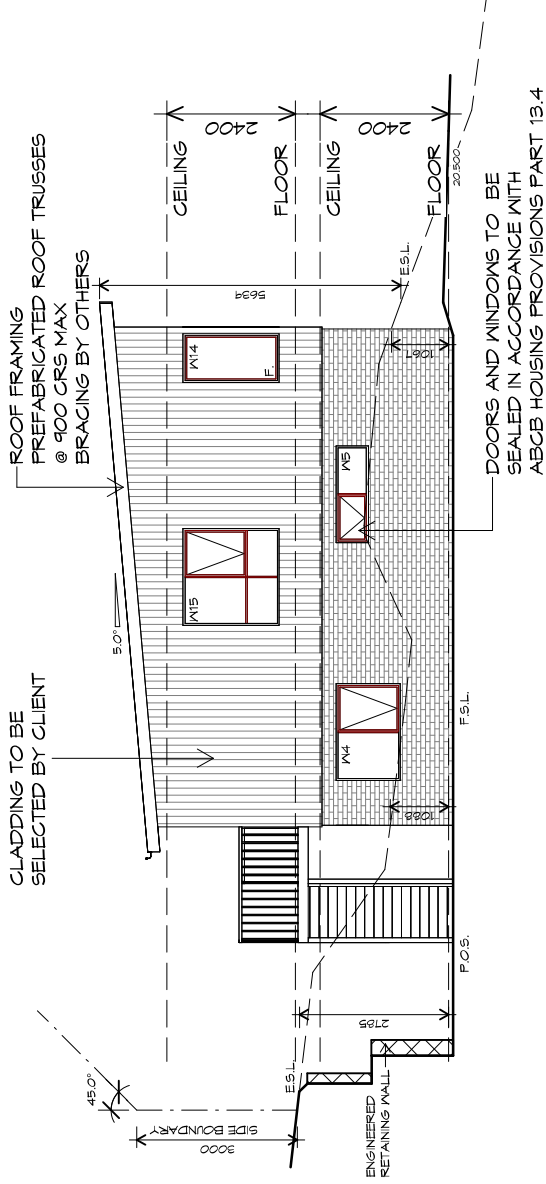 ROOF FRAMING
PREFABRICATED ROOF TRUSSES
@ 900 CRS MAX
BRACING BY OTHERS
CLADDING TO BE
SELECTED BY CLIENT
5.0°
45.0°
3000
SIDE BOUNDARY
E.S.L.
ENGINEERED
RETAINING WALL
2785
P.O.S.
F.S.L.
1088
1067
W15
W14
F.
W4
W5
5639
E.S.L.
CEILING
2400
FLOOR
CEILING
2400
FLOOR
20.500
DOORS AND WINDOWS TO BE
SEALED IN ACCORDANCE WITH
ABCB HOUSING PROVISIONS PART 13.4